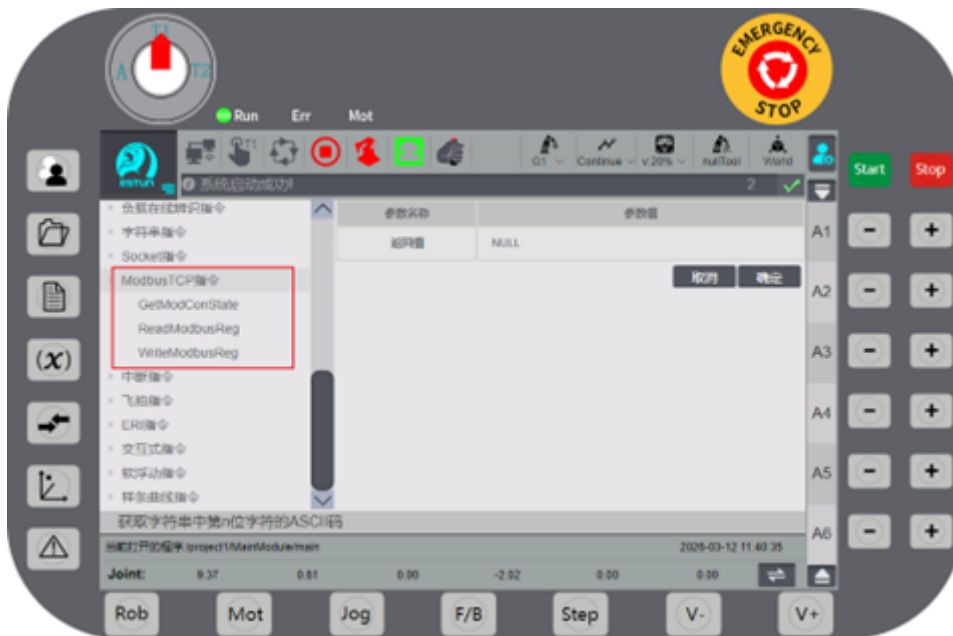 T1
A
T2
EMERGENCY
STOP
Run Err Mot
ESTUN
G1 Continue v:20% nullTool World
系统启动成功! 2
Start Stop
负载在线辨识指令
字符串指令
Socket指令
ModbusTCP指令
GetModConState
ReadModbusReg
WriteModbusReg
中断指令
飞拍指令
ERI指令
交互式指令
软浮动指令
样条曲线指令
参数名称 参数值
返回值 NULL
取消 确定
A1 - +
A2 - +
A3 - +
A4 - +
A5 - +
A6 - +
(x)
获取字符串中第n位字符的ASCII码
当前打开的程序:/project1/MainModule/main 2026-03-12 11:40:35
Joint: 9.37 0.81 0.00 -2.02 0.00 0.00
Rob Mot Jog F/B Step V- V+